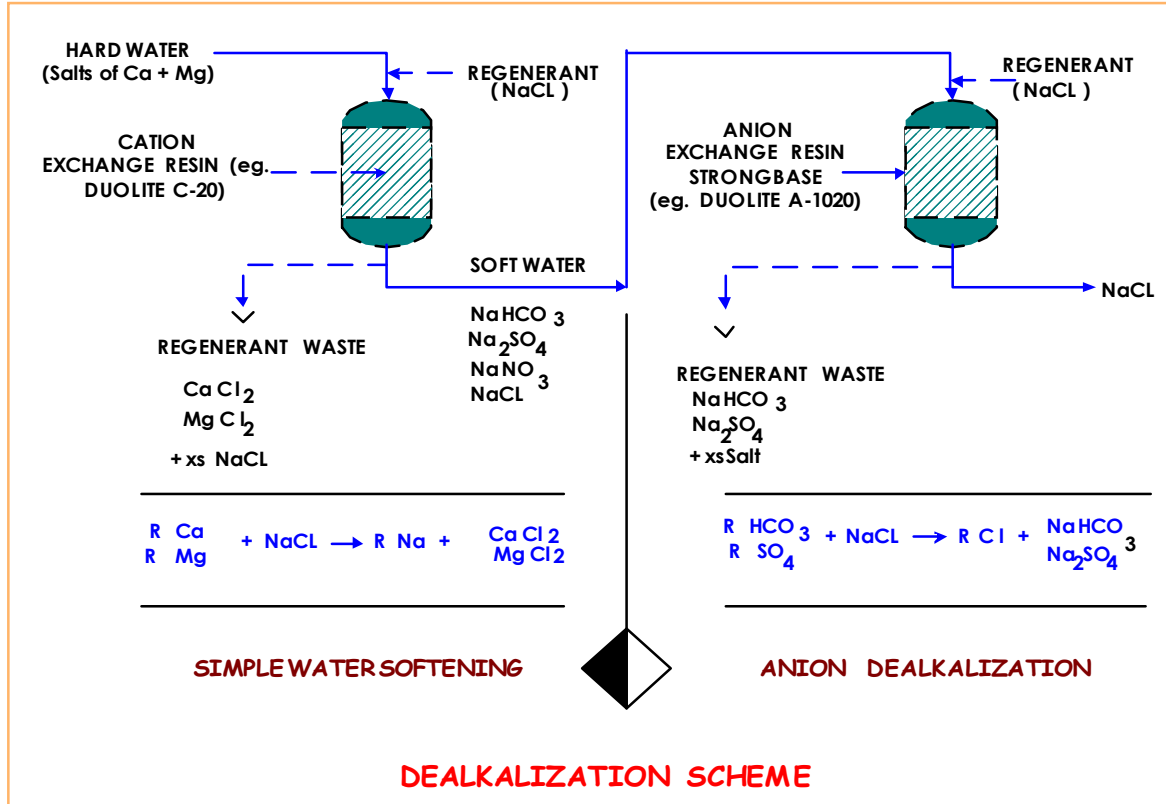 HARD WATER
(Salts of Ca + Mg)
REGENERANT
(NaCL )
CATION
EXCHANGE RESIN (eg.
DUOLITE C-20)
SOFT WATER
NaHCO3
Na2SO4
NaNO3
NaCL
REGENERANT WASTE
CaCl2
MgCl2
+ xs NaCL
R Ca
R Mg
+ NaCL → R Na +
CaCl2
MgCl2
SIMPLE WATER SOFTENING
REGENERANT
( NaCL )
ANION
EXCHANGE RESIN
STRONGBASE
(eg. DUOLITE A-1020)
NaCL
REGENERANT WASTE
NaHCO3
Na2SO4
+ xsSalt
R HCO3
R SO4
+ NaCL → R Cl +
NaHCO3
Na2SO4
ANION DEALKALIZATION
DEALKALIZATION SCHEME